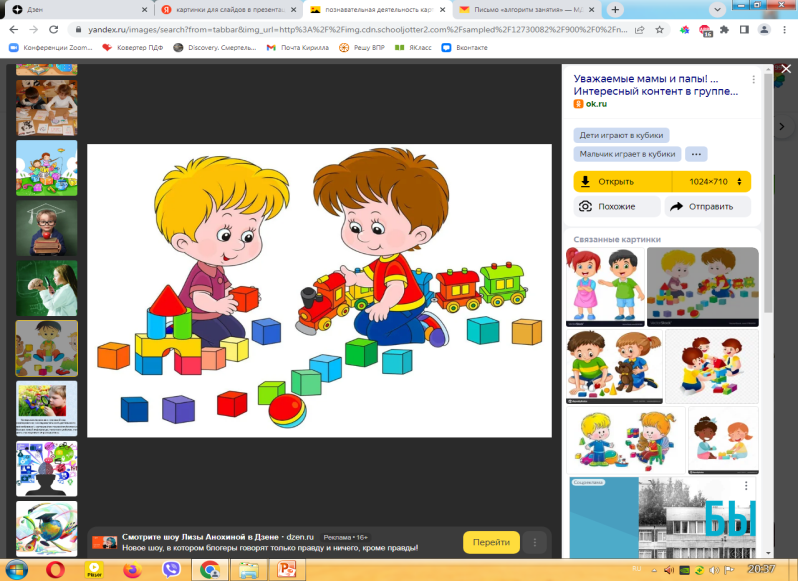 Дзен
картинки для слайдов в презентац
познавательная деятельность кар
Письмо «алгоритм занятия» — М
yandex.ru/images/search?from=tabbar&img_url=http%3A%2F%2Fimg.cdn.schooljotter2.com%2Fsampled%2F12730082%2F900%2F0%2Fn...
16
Конференции Zoom...
Ковертер ПДФ
Discovery. Смертель...
Почта Кирилла
Решу ВПР
ЯКласс
Вконтакте
Уважаемые мамы и папы! ...
Интересный контент в группе...
ok.ru
Дети играют в кубики
Мальчик играет в кубики
Открыть
1024×710
Похожие
Отправить
Связанные картинки
БЫ
Смотрите шоу Лизы Анохиной в Дзене · dzen.ru
Реклама • 16+
Новое шоу, в котором блогеры говорят только правду и ничего, кроме правды!
Перейти
RU
20:37